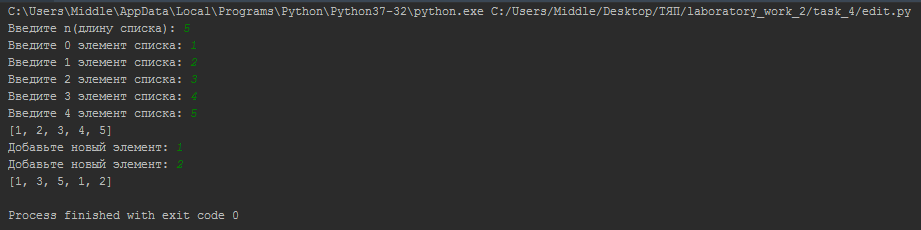 C:\Users\Middle\AppData\Local\Programs\Python\Python37-32\python.exe C:/Users/Middle/Desktop/ТЯП/laboratory_work_2/task_4/edit.py
Введите n(длину списка): 5
Введите 0 элемент списка: 1
Введите 1 элемент списка: 2
Введите 2 элемент списка: 3
Введите 3 элемент списка: 4
Введите 4 элемент списка: 5
[1, 2, 3, 4, 5]
Добавьте новый элемент: 1
Добавьте новый элемент: 2
[1, 3, 5, 1, 2]
Process finished with exit code 0